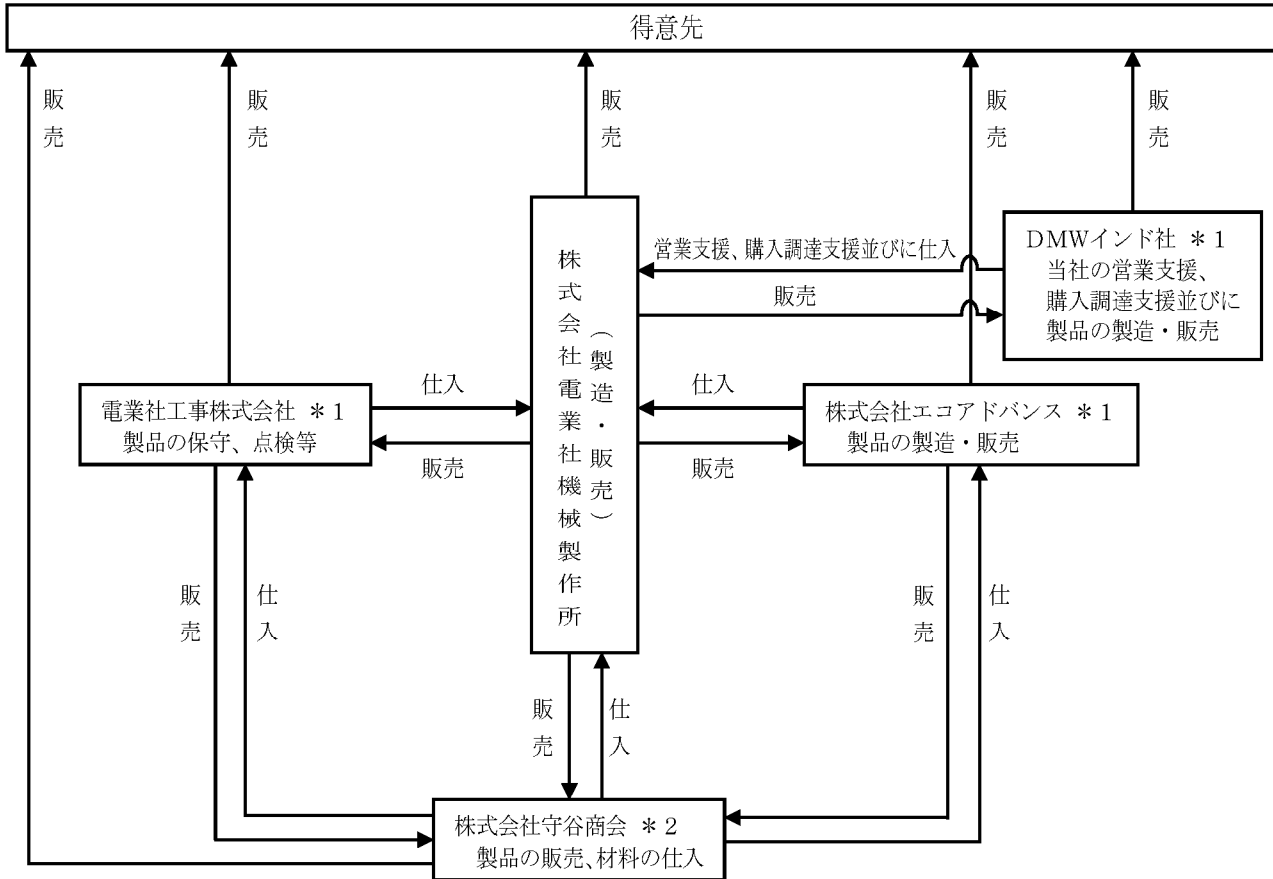 得意先
販売
販売
販売
販売
販売
株式会社電業社機械製作所
（製造・販売）
営業支援、購入調達支援並びに仕入
販売
DMWインド社 ＊1
当社の営業支援、
購入調達支援並びに
製品の製造・販売
電業社工事株式会社 ＊1
製品の保守、点検等
仕入
販売
仕入
販売
株式会社エコアドバンス ＊1
製品の製造・販売
販売
仕入
販売
仕入
販売
仕入
株式会社守谷商会 ＊2
製品の販売、材料の仕入